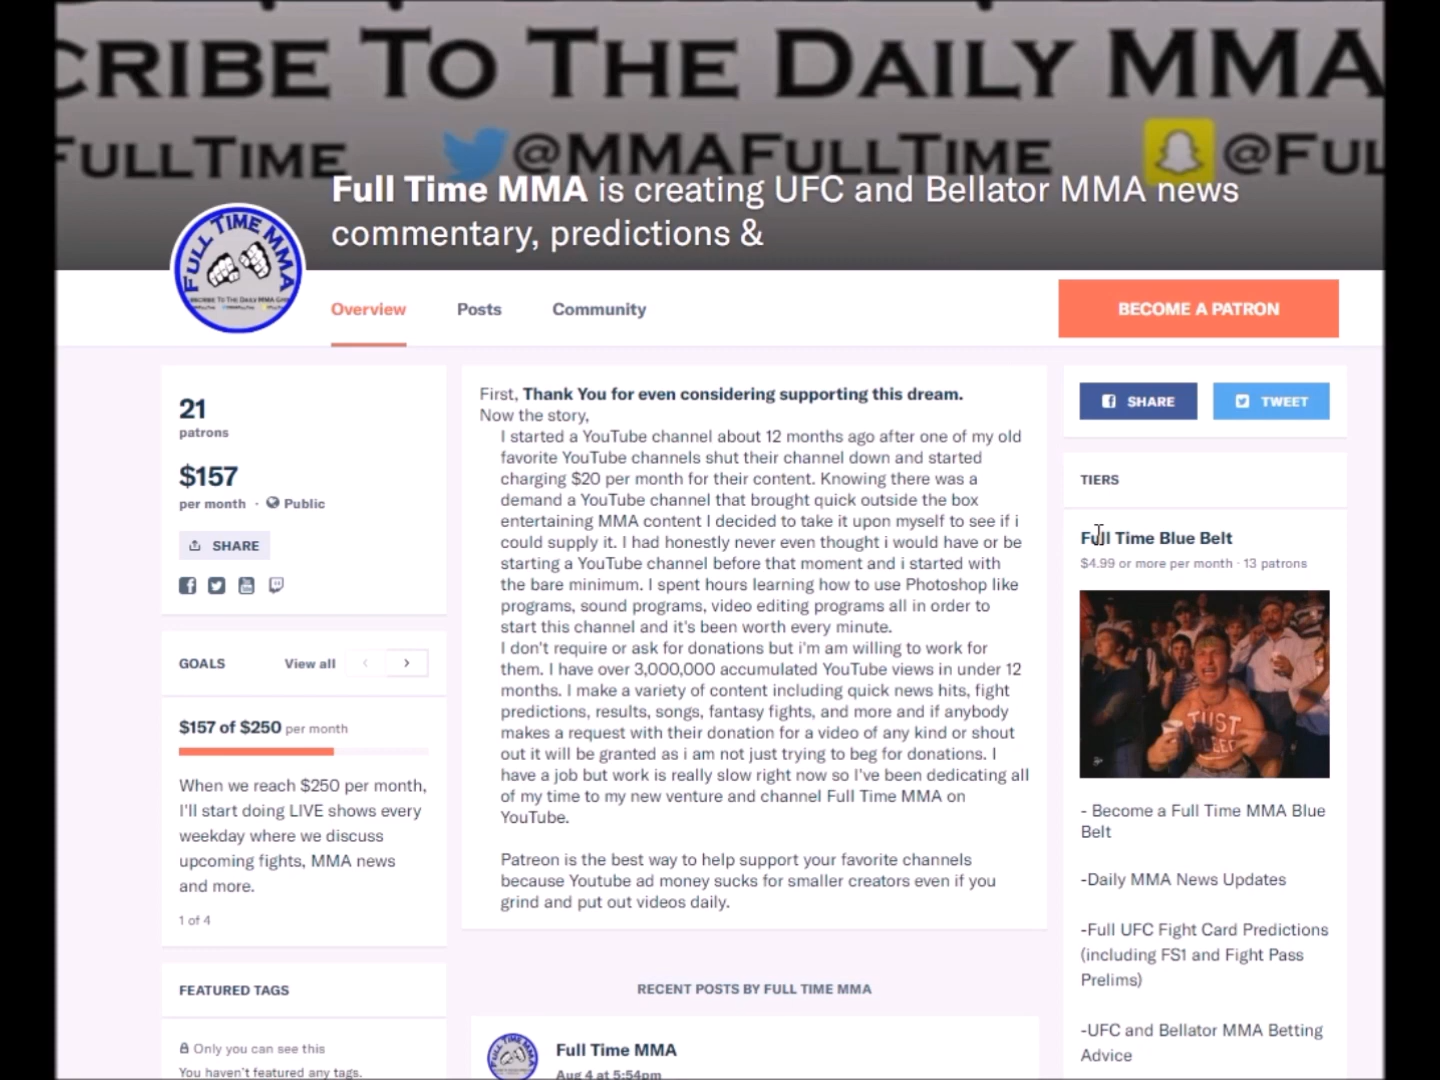 CRIBE TO THE DAILY MMA
FULLTIME @MMAFULLTIME @FUL
Full Time MMA is creating UFC and Bellator MMA news
commentary, predictions &
FULL TIME MMA
Overview Posts Community
BECOME A PATRON
21
patrons
$157
per month · Public
SHARE
GOALS View all
$157 of $250 per month
When we reach $250 per month,
I'll start doing LIVE shows every
weekday where we discuss
upcoming fights, MMA news
and more.
1 of 4
FEATURED TAGS
Only you can see this
You haven't featured any tags.
First, Thank You for even considering supporting this dream.
Now the story,
I started a YouTube channel about 12 months ago after one of my old
favorite YouTube channels shut their channel down and started
charging $20 per month for their content. Knowing there was a
demand a YouTube channel that brought quick outside the box
entertaining MMA content I decided to take it upon myself to see if i
could supply it. I had honestly never even thought i would have or be
starting a YouTube channel before that moment and i started with
the bare minimum. I spent hours learning how to use Photoshop like
programs, sound programs, video editing programs all in order to
start this channel and it's been worth every minute.
I don't require or ask for donations but i'm am willing to work for
them. I have over 3,000,000 accumulated YouTube views in under 12
months. I make a variety of content including quick news hits, fight
predictions, results, songs, fantasy fights, and more and if anybody
makes a request with their donation for a video of any kind or shout
out it will be granted as i am not just trying to beg for donations. I
have a job but work is really slow right now so I've been dedicating all
of my time to my new venture and channel Full Time MMA on
YouTube.
Patreon is the best way to help support your favorite channels
because Youtube ad money sucks for smaller creators even if you
grind and put out videos daily.
RECENT POSTS BY FULL TIME MMA
Full Time MMA
Aug 4 at 5:54pm
SHARE TWEET
TIERS
Full Time Blue Belt
$4.99 or more per month · 13 patrons
JUST
BLEED
- Become a Full Time MMA Blue
Belt
-Daily MMA News Updates
-Full UFC Fight Card Predictions
(including FS1 and Fight Pass
Prelims)
-UFC and Bellator MMA Betting
Advice